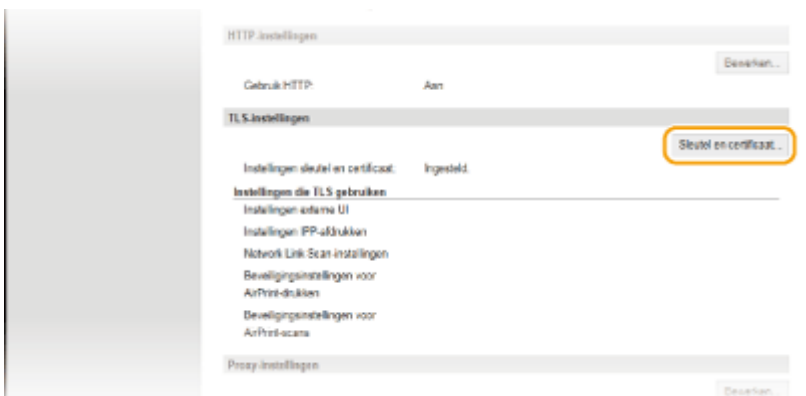 HTTP-instellingen
Bewerken...
Gebruik HTTP:
Aan
TLS-instellingen
Sleutel en certificaat...
Instellingen sleutel en certificaat:
Ingesteld.
Instellingen die TLS gebruiken
Instellingen externe UI
Instellingen IPP-afdrukken
Network Link Scan-instellingen
Beveiligingsinstellingen voor
AirPrint-drukken
Beveiligingsinstellingen voor
AirPrint-scans
Proxy-instellingen
Bewerken...